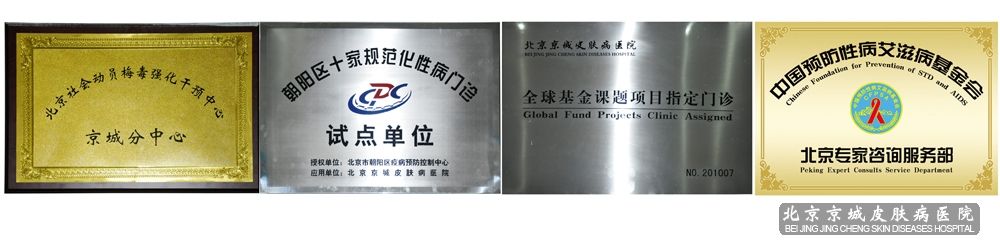 北京社会动员梅毒强化干预中心
京城分中心
朝阳区十家规范化性病门诊
CDC
试点单位
授权单位：北京市朝阳区疾病预防控制中心
应用单位：北京京城皮肤病医院
北京京城皮肤病医院
BEI JING JING CHENG SKIN DISEASES HOSPITAL
全球基金课题项目指定门诊
Global Fund Projects Clinic Assigned
NO. 201007
中国预防性病艾滋病基金会
Chinese Foundation for Prevention of STD and AIDS
CFPSA
北京专家咨询服务部
Peking Expert Consults Service Department
北京京城皮肤病医院
BEI JING JING CHENG SKIN DISEASES HOSPITAL